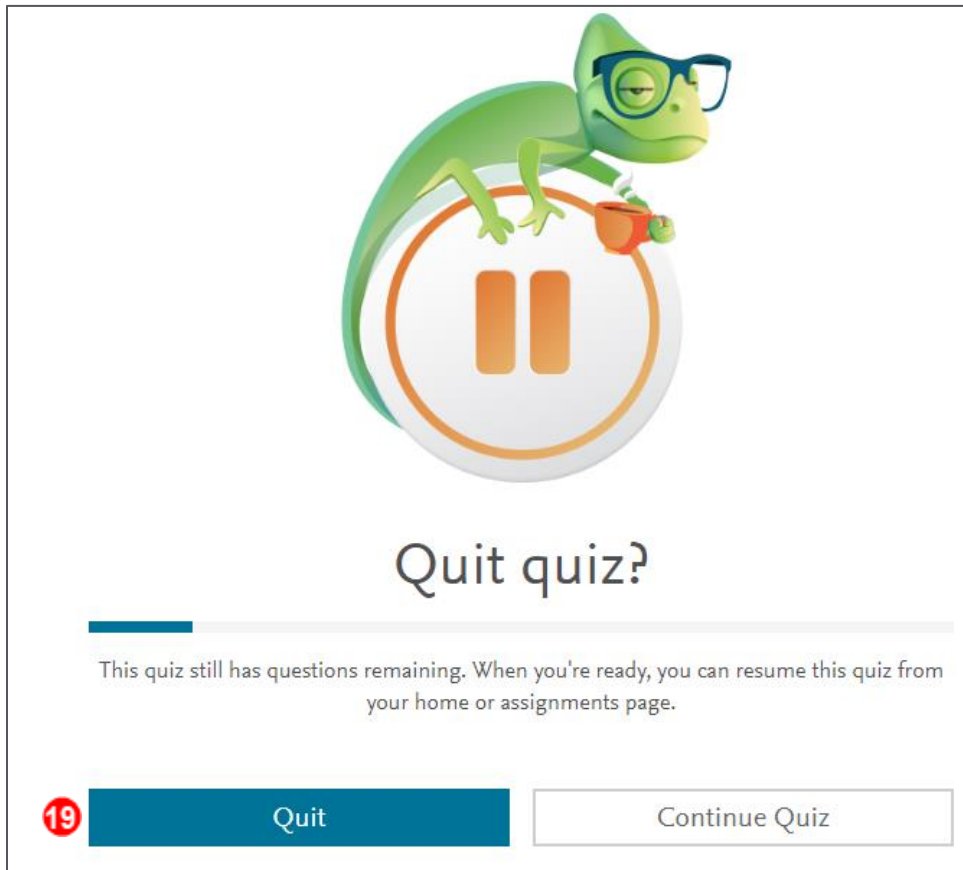 Quit quiz?
This quiz still has questions remaining. When you're ready, you can resume this quiz from
your home or assignments page.
19
Quit
Continue Quiz